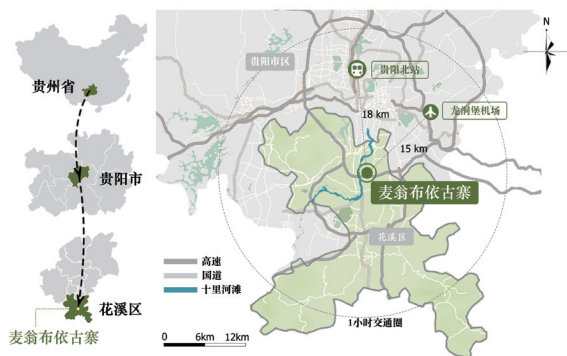 贵州省
贵阳市
花溪区
麦翁布依古寨
N
贵阳市区
贵阳北站
18 km
龙洞堡机场
15 km
麦翁布依古寨
花溪区
高速
国道
十里河滩
1小时交通圈
0 6km 12km